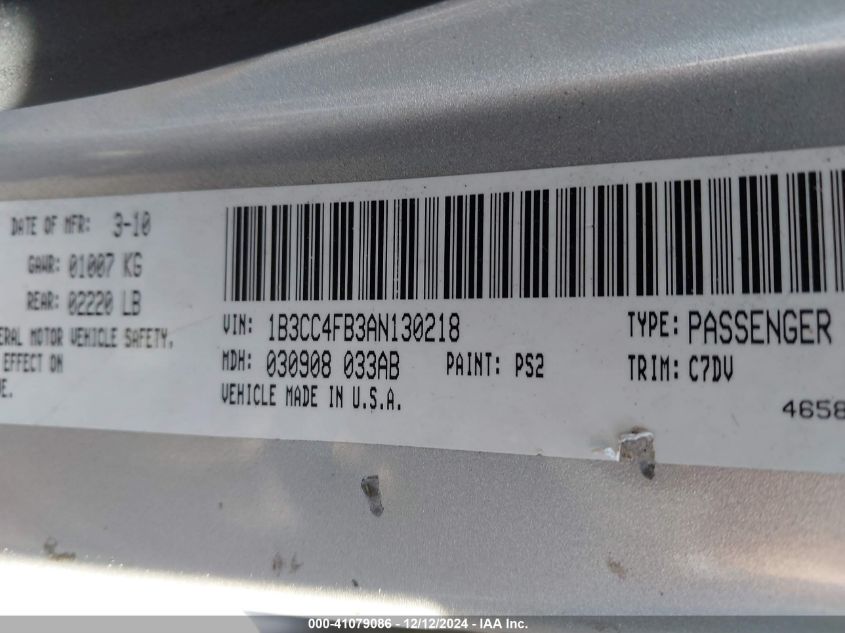 DATE OF MFR: 3-10
GAWR: 01007 KG
REAR: 02220 LB
ERAL MOTOR VEHICLE SAFETY,
EFFECT ON
E.
VIN: 1B3CC4FB3AN130218
TYPE: PASSENGER
MDH: 030908 033AB
PAINT: PS2
TRIM: C7DV
VEHICLE MADE IN U.S.A.
4658
000-41079086 - 12/12/2024 - IAA Inc.